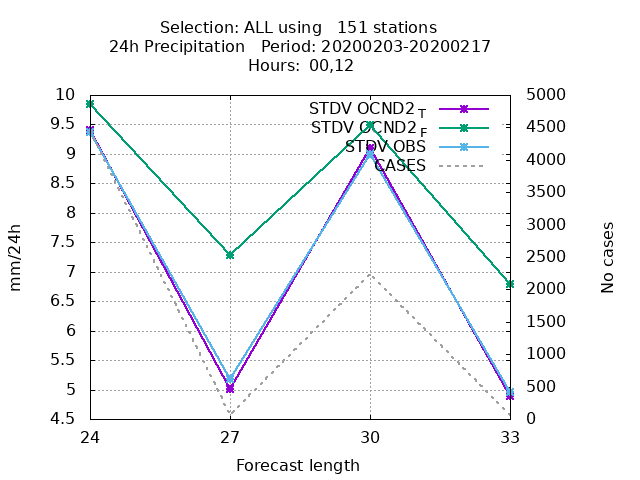 Selection: ALL using   151 stations
24h Precipitation   Period: 20200203-20200217
Hours:  00,12
STDV OCND2 T
STDV OCND2 F
STDV OBS
CASES
10
9.5
9
8.5
8
7.5
7
6.5
6
5.5
5
4.5
mm/24h
5000
4500
4000
3500
3000
2500
2000
1500
1000
500
0
No cases
24 27 30 33
Forecast length